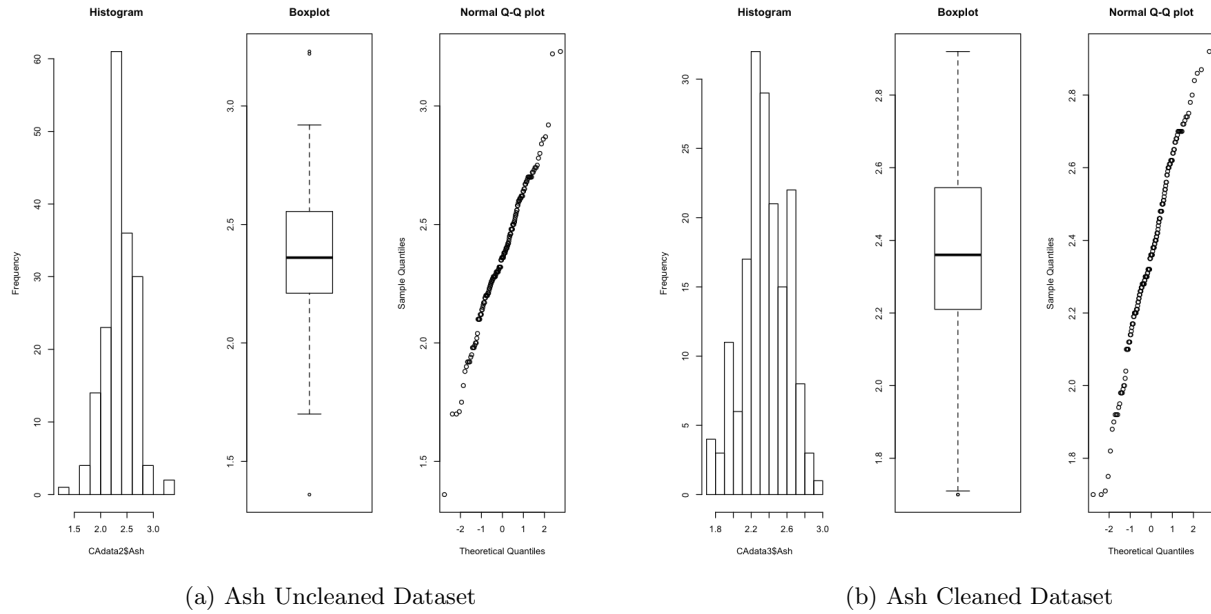 Histogram
Frequency
60
50
40
30
20
10
0
1.5 2.0 2.5 3.0
CAdata2$Ash
Boxplot
3.0
2.5
2.0
1.5
Normal Q-Q plot
Sample Quantiles
3.0
2.5
2.0
1.5
-2 -1 0 1 2
Theoretical Quantiles
(a) Ash Uncleaned Dataset
Histogram
Frequency
30
25
20
15
10
5
0
1.8 2.2 2.6 3.0
CAdata3$Ash
Boxplot
2.8
2.6
2.4
2.2
2.0
1.8
Normal Q-Q plot
Sample Quantiles
2.8
2.6
2.4
2.2
2.0
1.8
-2 -1 0 1 2
Theoretical Quantiles
(b) Ash Cleaned Dataset